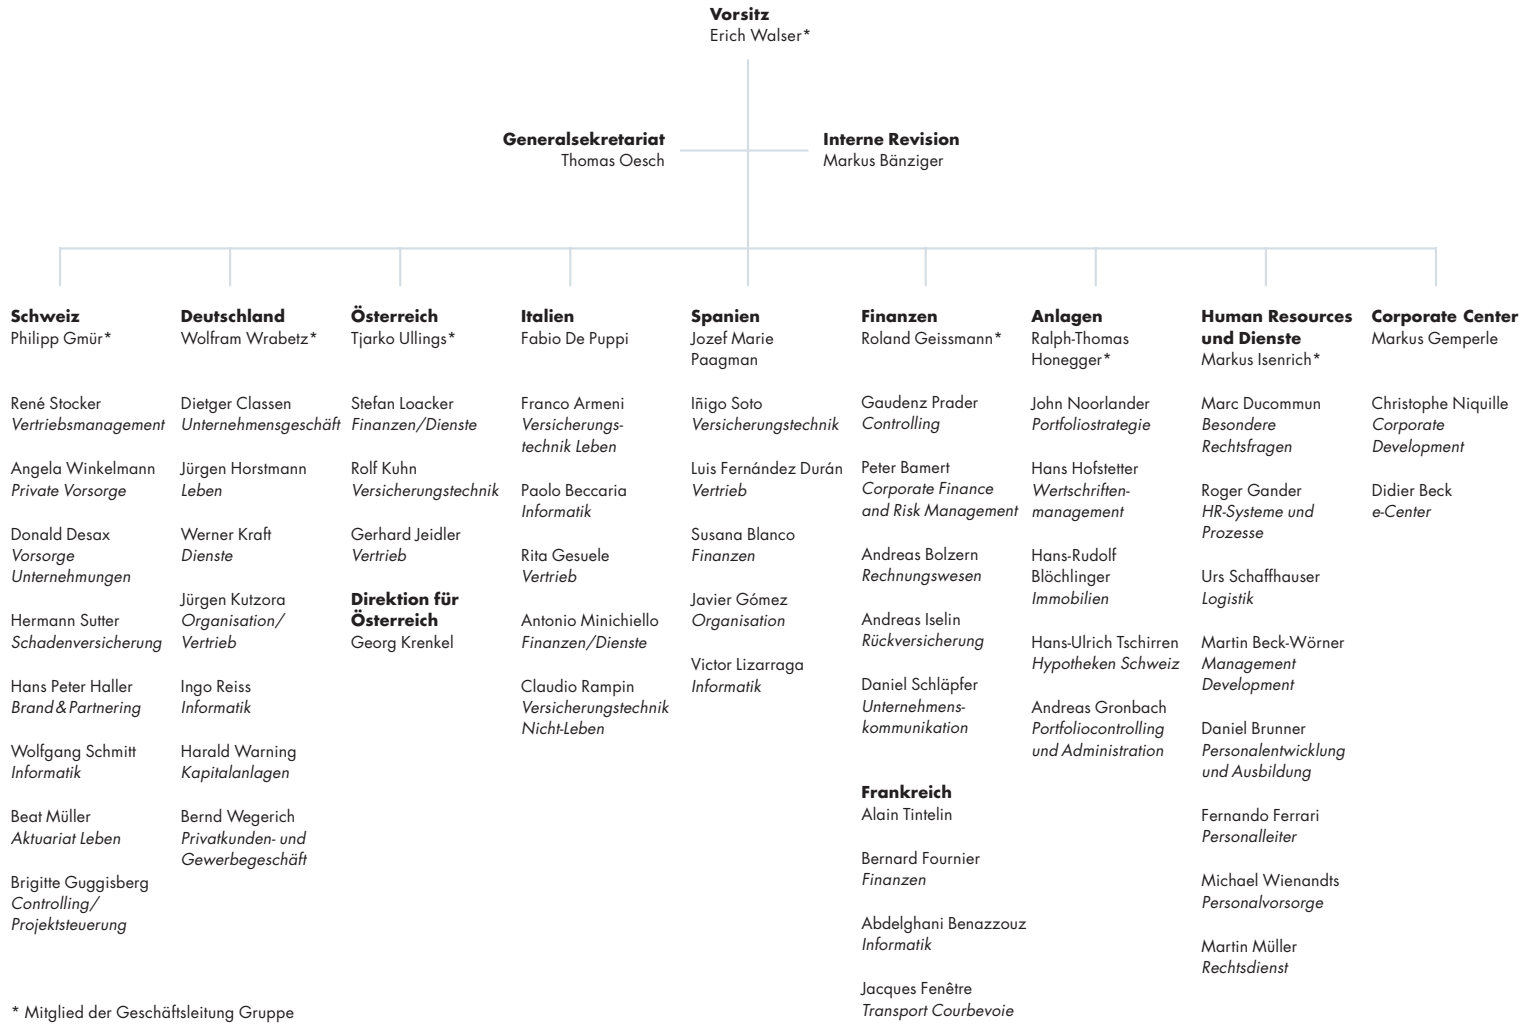 Vorsitz
Erich Walser*
Generalsekretariat
Thomas Oesch
Interne Revision
Markus Bänziger
Schweiz
Philipp Gmür*
René Stocker
Vertriebsmanagement
Angela Winkelmann
Private Vorsorge
Donald Desax
Vorsorge
Unternehmungen
Hermann Sutter
Schadenversicherung
Hans Peter Haller
Brand & Partnering
Wolfgang Schmitt
Informatik
Beat Müller
Aktuariat Leben
Brigitte Guggisberg
Controlling/
Projektsteuerung
Deutschland
Wolfram Wrabetz*
Dietger Classen
Unternehmensgeschäft
Jürgen Horstmann
Leben
Werner Kraft
Dienste
Jürgen Kutzora
Organisation/
Vertrieb
Ingo Reiss
Informatik
Harald Warning
Kapitalanlagen
Bernd Wegerich
Privatkunden- und
Gewerbegeschäft
Österreich
Tjarko Ullings*
Stefan Loacker
Finanzen/Dienste
Rolf Kuhn
Versicherungstechnik
Gerhard Jeidler
Vertrieb
Direktion für
Österreich
Georg Krenkel
Italien
Fabio De Puppi
Franco Armeni
Versicherungs-
technik Leben
Paolo Beccaria
Informatik
Rita Gesuele
Vertrieb
Antonio Minichiello
Finanzen/Dienste
Claudio Rampin
Versicherungstechnik
Nicht-Leben
Spanien
Jozef Marie
Paagman
Iñigo Soto
Versicherungstechnik
Luis Fernández Durán
Vertrieb
Susana Blanco
Finanzen
Javier Gómez
Organisation
Victor Lizarraga
Informatik
Finanzen
Roland Geissmann*
Gaudenz Prader
Controlling
Peter Bamert
Corporate Finance
and Risk Management
Andreas Bolzern
Rechnungswesen
Andreas Iselin
Rückversicherung
Daniel Schläpfer
Unternehmens-
kommunikation
Frankreich
Alain Tintelin
Bernard Fournier
Finanzen
Abdelghani Benazzouz
Informatik
Jacques Fenêtre
Transport Courbevoie
Anlagen
Ralph-Thomas
Honegger*
John Noorlander
Portfoliostrategie
Hans Hofstetter
Wertschriften-
management
Hans-Rudolf
Blöchlinger
Immobilien
Hans-Ulrich Tschirren
Hypotheken Schweiz
Andreas Gronbach
Portfoliocontrolling
und Administration
Human Resources
und Dienste
Markus Isenrich*
Marc Ducommun
Besondere
Rechtsfragen
Roger Gander
HR-Systeme und
Prozesse
Urs Schaffhauser
Logistik
Martin Beck-Wörner
Management
Development
Daniel Brunner
Personalentwicklung
und Ausbildung
Fernando Ferrari
Personalleiter
Michael Wienandts
Personalvorsorge
Martin Müller
Rechtsdienst
Corporate Center
Markus Gemperle
Christophe Niquille
Corporate
Development
Didier Beck
e-Center
* Mitglied der Geschäftsleitung Gruppe